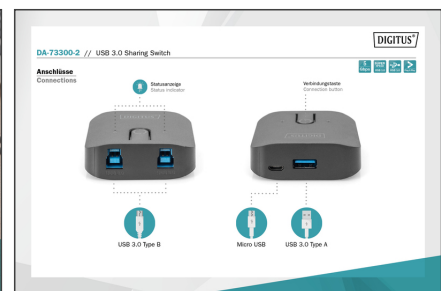 DIGITUS®
DA-73300-2 // USB 3.0 Sharing Switch
Anschlüsse
Connections
Statusanzeige
Status indicator
Verbindungstaste
Connection button
USB 3.0 Type B
Micro USB
USB 3.0 Type A